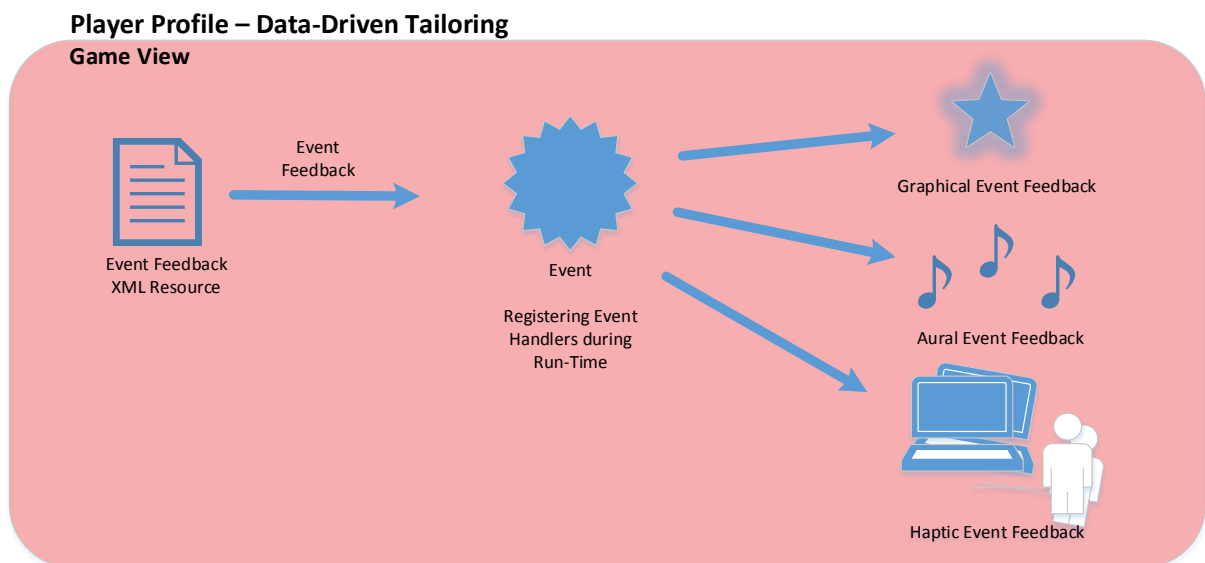 Player Profile – Data-Driven Tailoring
Game View
Event
Feedback
Event Feedback
XML Resource
Event
Registering Event
Handlers during
Run-Time
Graphical Event Feedback
Aural Event Feedback
Haptic Event Feedback